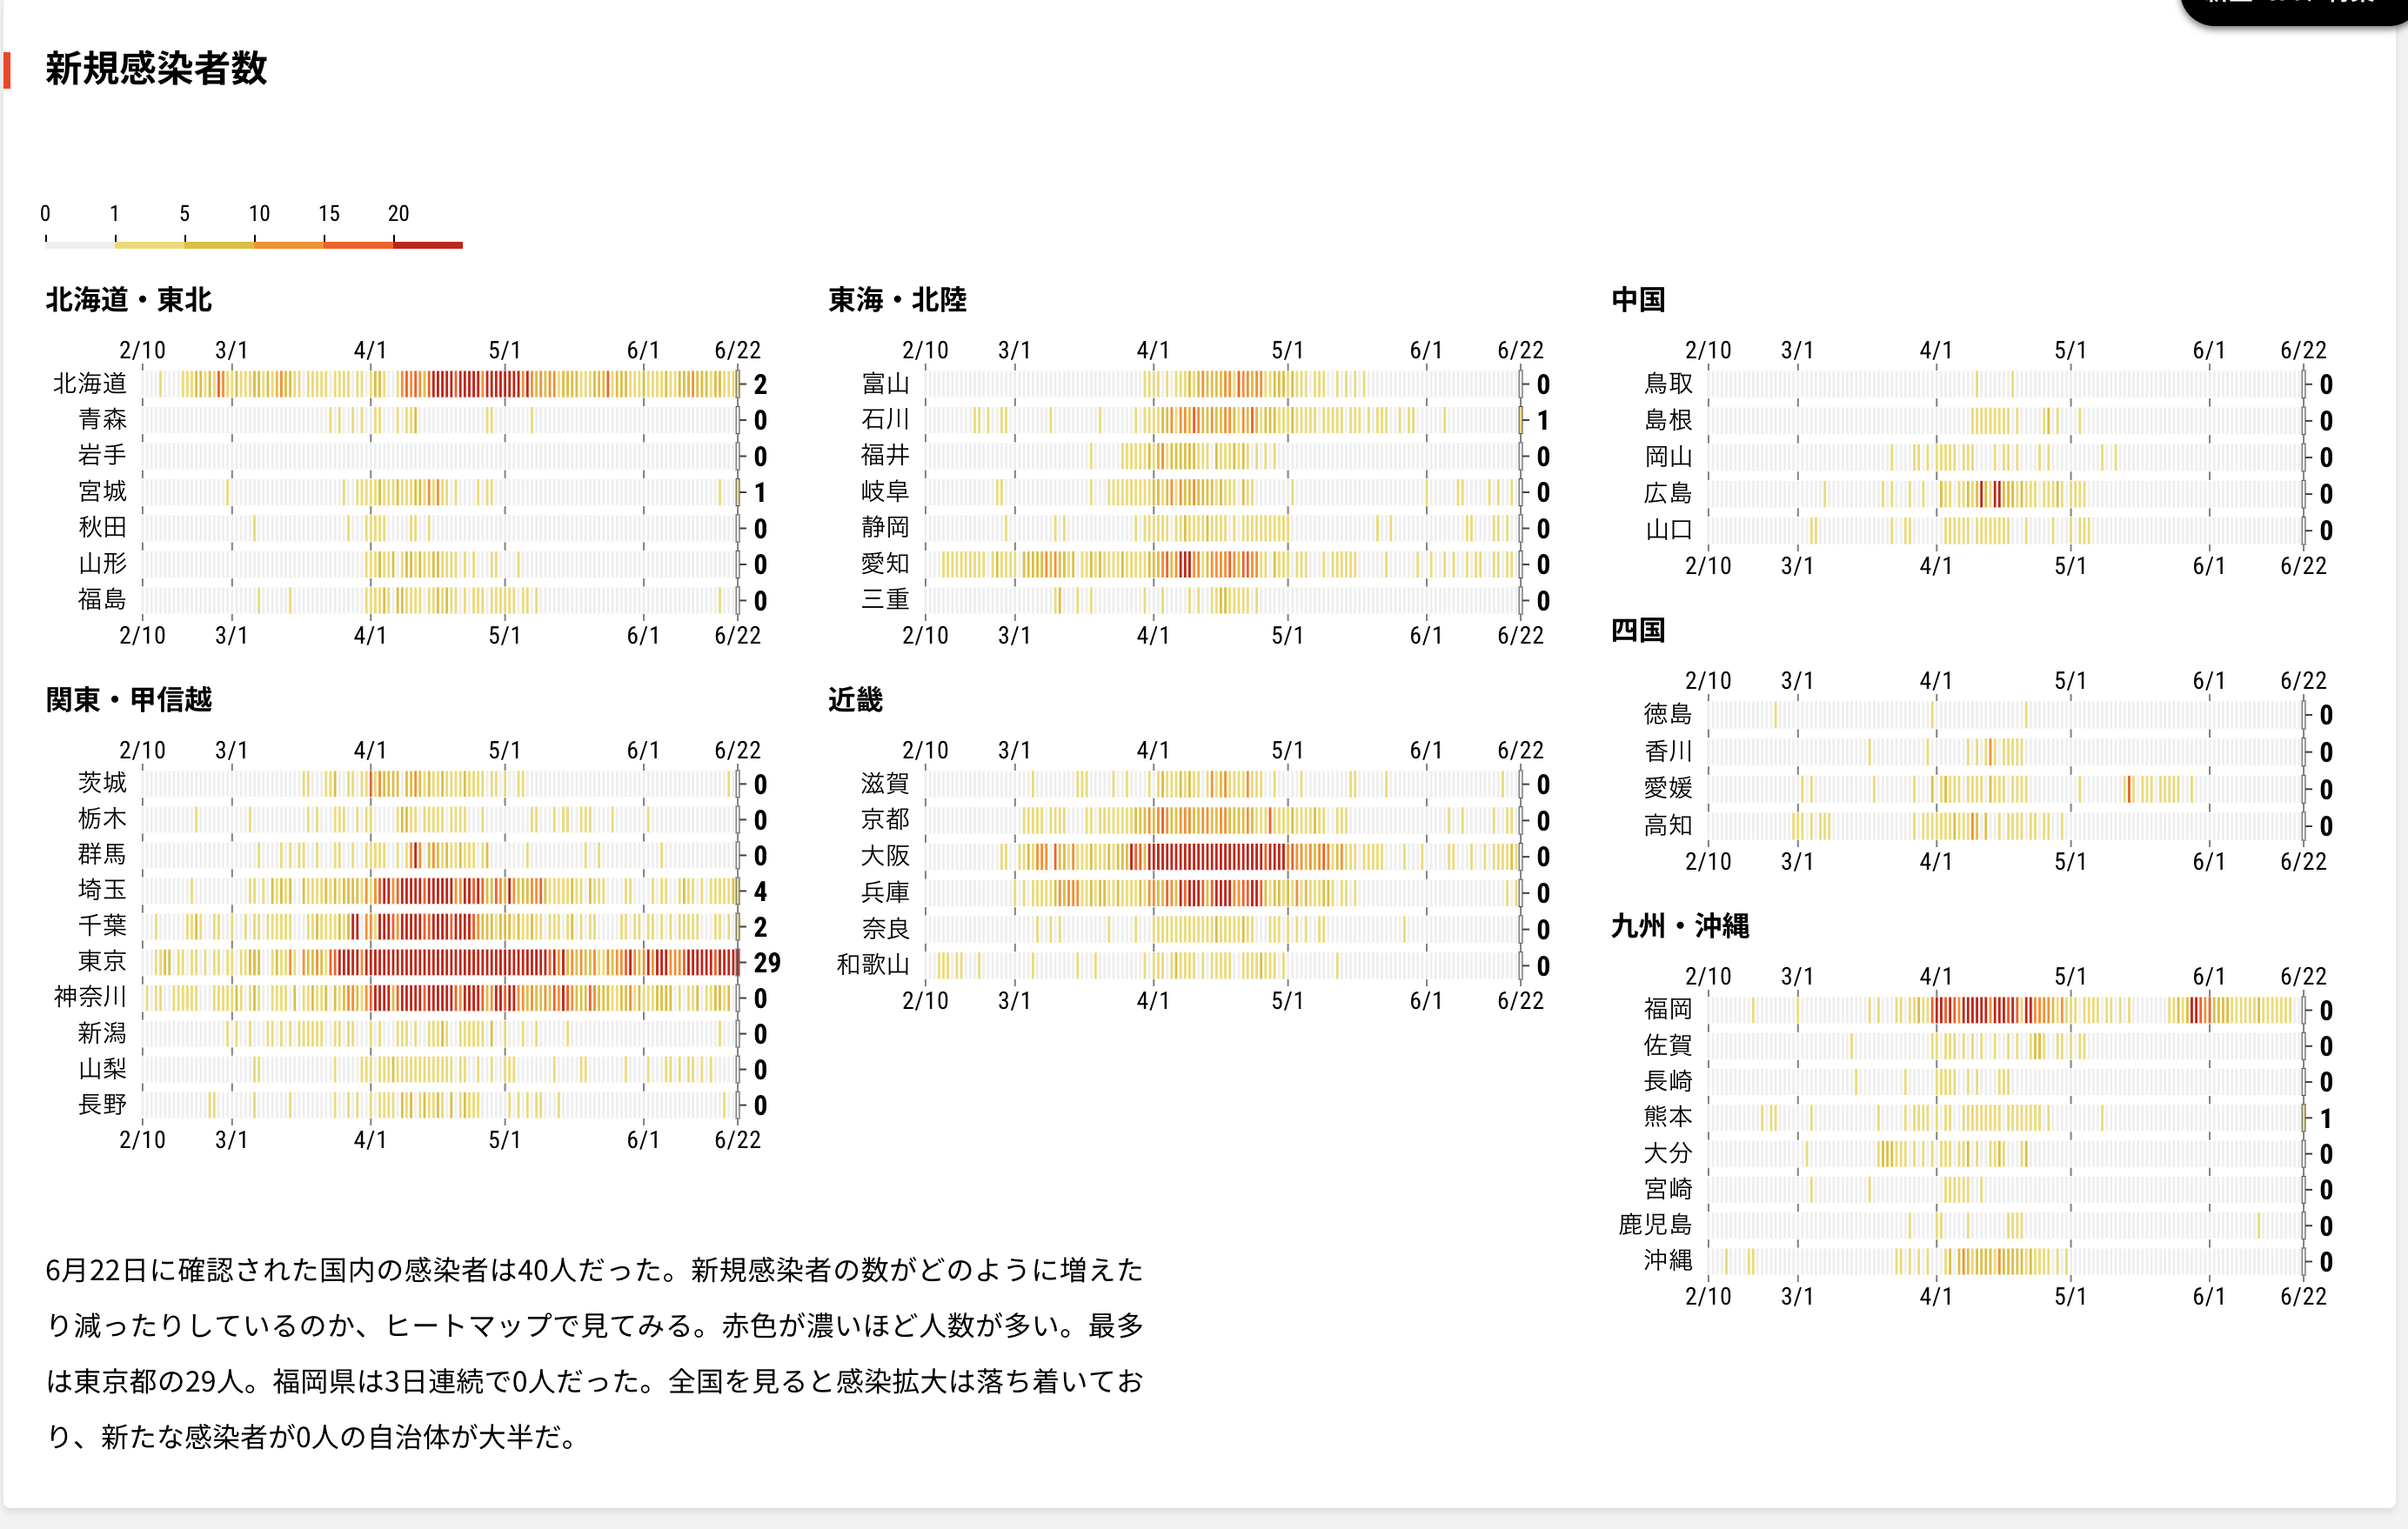 新規感染者数
0 1 5 10 15 20
北海道・東北
2/10 3/1 4/1 5/1 6/1 6/22
北海道 2
青森 0
岩手 0
宮城 1
秋田 0
山形 0
福島 0
2/10 3/1 4/1 5/1 6/1 6/22
関東・甲信越
2/10 3/1 4/1 5/1 6/1 6/22
茨城 0
栃木 0
群馬 0
埼玉 4
千葉 2
東京 29
神奈川 0
新潟 0
山梨 0
長野 0
2/10 3/1 4/1 5/1 6/1 6/22
東海・北陸
2/10 3/1 4/1 5/1 6/1 6/22
富山 0
石川 1
福井 0
岐阜 0
静岡 0
愛知 0
三重 0
2/10 3/1 4/1 5/1 6/1 6/22
近畿
2/10 3/1 4/1 5/1 6/1 6/22
滋賀 0
京都 0
大阪 0
兵庫 0
奈良 0
和歌山 0
2/10 3/1 4/1 5/1 6/1 6/22
中国
2/10 3/1 4/1 5/1 6/1 6/22
鳥取 0
島根 0
岡山 0
広島 0
山口 0
2/10 3/1 4/1 5/1 6/1 6/22
四国
2/10 3/1 4/1 5/1 6/1 6/22
徳島 0
香川 0
愛媛 0
高知 0
2/10 3/1 4/1 5/1 6/1 6/22
九州・沖縄
2/10 3/1 4/1 5/1 6/1 6/22
福岡 0
佐賀 0
長崎 0
熊本 1
大分 0
宮崎 0
鹿児島 0
沖縄 0
2/10 3/1 4/1 5/1 6/1 6/22
6月22日に確認された国内の感染者は40人だった。新規感染者の数がどのように増えた
り減ったりしているのか、ヒートマップで見てみる。赤色が濃いほど人数が多い。最多
は東京都の29人。福岡県は3日連続で0人だった。全国を見ると感染拡大は落ち着いてお
り、新たな感染者が0人の自治体が大半だ。